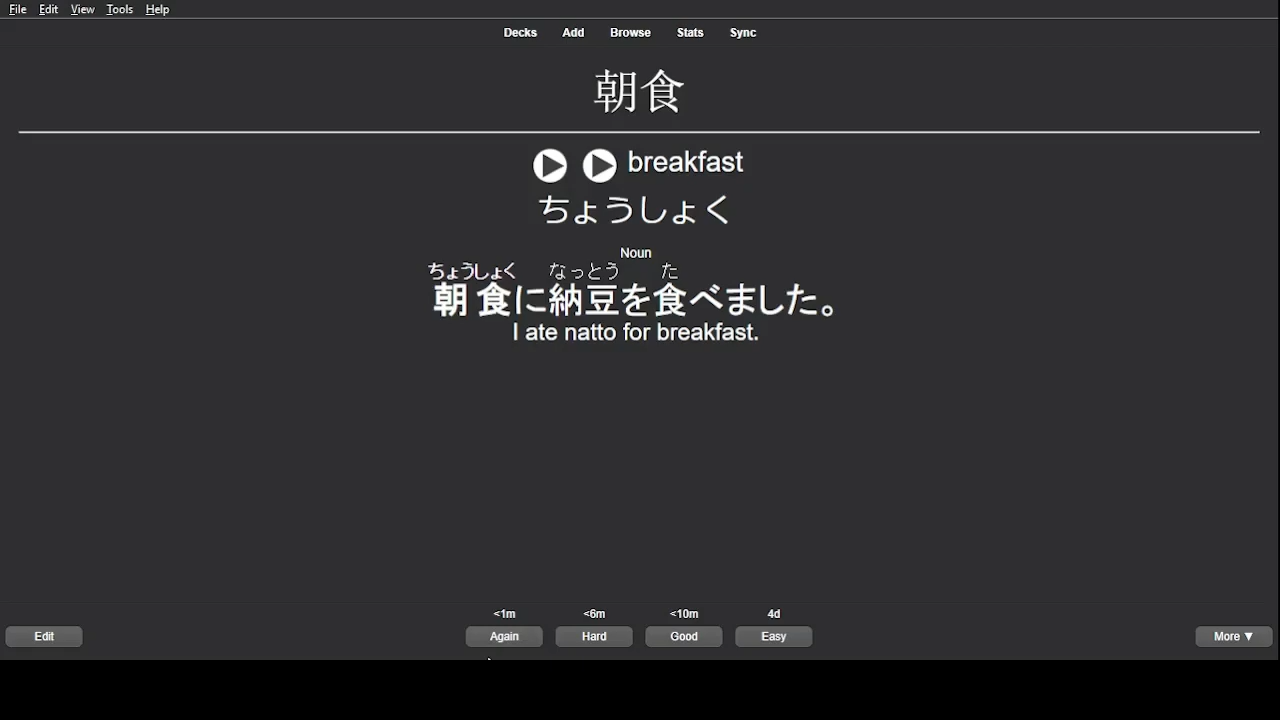 File Edit View Tools Help
Decks Add Browse Stats Sync
朝食
breakfast
ちょうしょく
Noun
ちょうしょく なっとう た
朝食に納豆を食べました。
I ate natto for breakfast.
<1m <6m <10m 4d
Edit Again Hard Good Easy More ▼